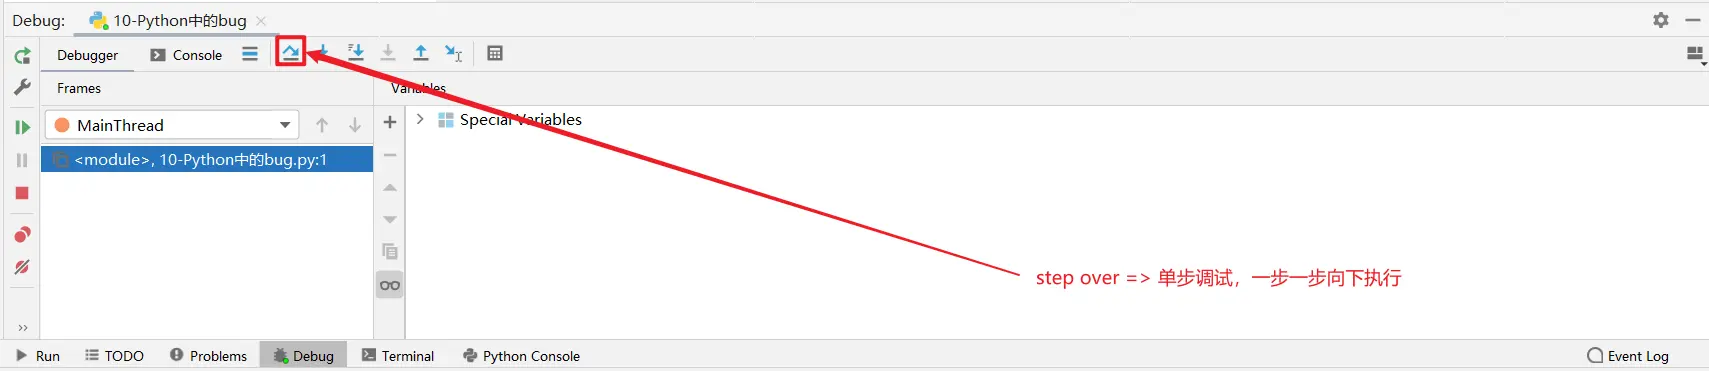 Debug: 10-Python中的bug
Debugger Console
Frames Variables
MainThread Special Variables
<module>, 10-Python中的bug.py:1
step over => 单步调试，一步一步向下执行
Run TODO Problems Debug Terminal Python Console Event Log